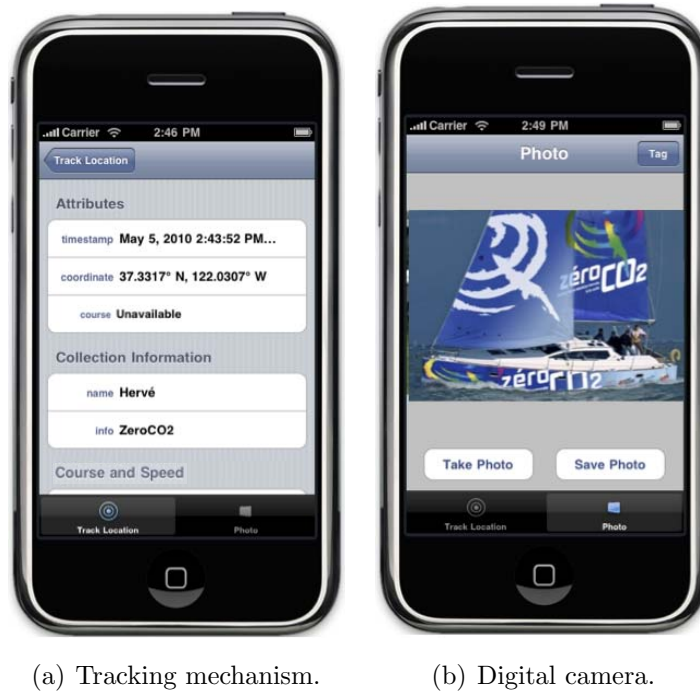 Carrier 2:46 PM
Track Location
Attributes
timestamp May 5, 2010 2:43:52 PM...
coordinate 37.3317° N, 122.0307° W
course Unavailable
Collection Information
name Hervé
info ZeroCO2
Course and Speed
Track Location Photo
(a) Tracking mechanism.
Carrier 2:49 PM
Photo Tag
zéroCO2
zéroCO2
Take Photo Save Photo
Track Location Photo
(b) Digital camera.